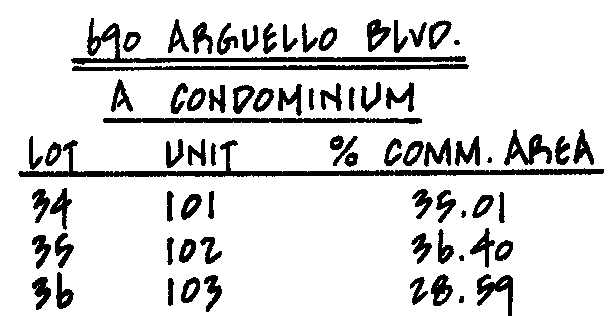 690 ARGUELLO BLVD.
A CONDOMINIUM
LOT UNIT % COMM. AREA
34 101 35.01
35 102 36.40
36 103 28.59